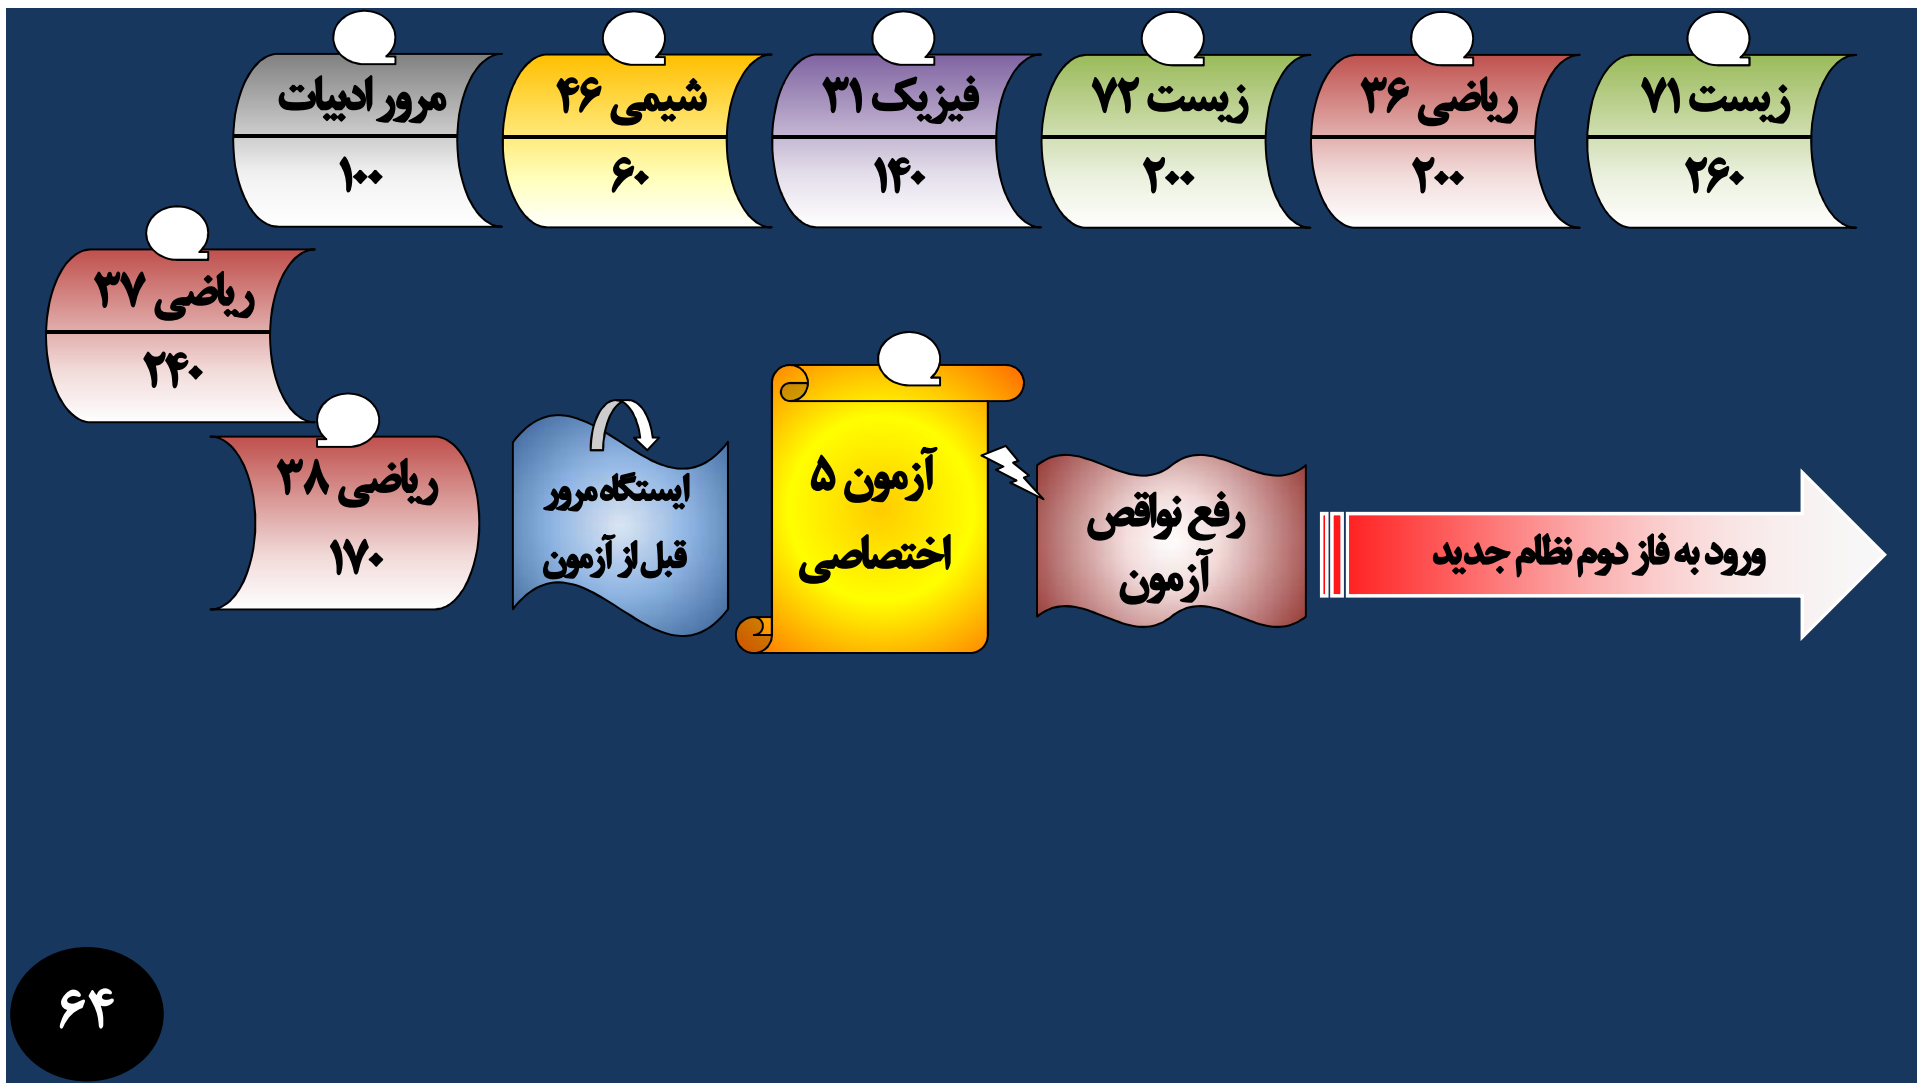 زیست ۷۱
۲۶۰
ریاضی ۳۶
۲۰۰
زیست ۷۲
۲۰۰
فیزیک ۳۱
۱۴۰
شیمی ۴۶
۶۰
مرور ادبیات
۱۰۰
ریاضی ۳۷
۲۴۰
ریاضی ۳۸
۱۷۰
ایستگاه مرور
قبل از آزمون
آزمون ۵
اختصاصی
رفع نواقص
آزمون
ورود به فاز دوم نظام جدید
۶۴